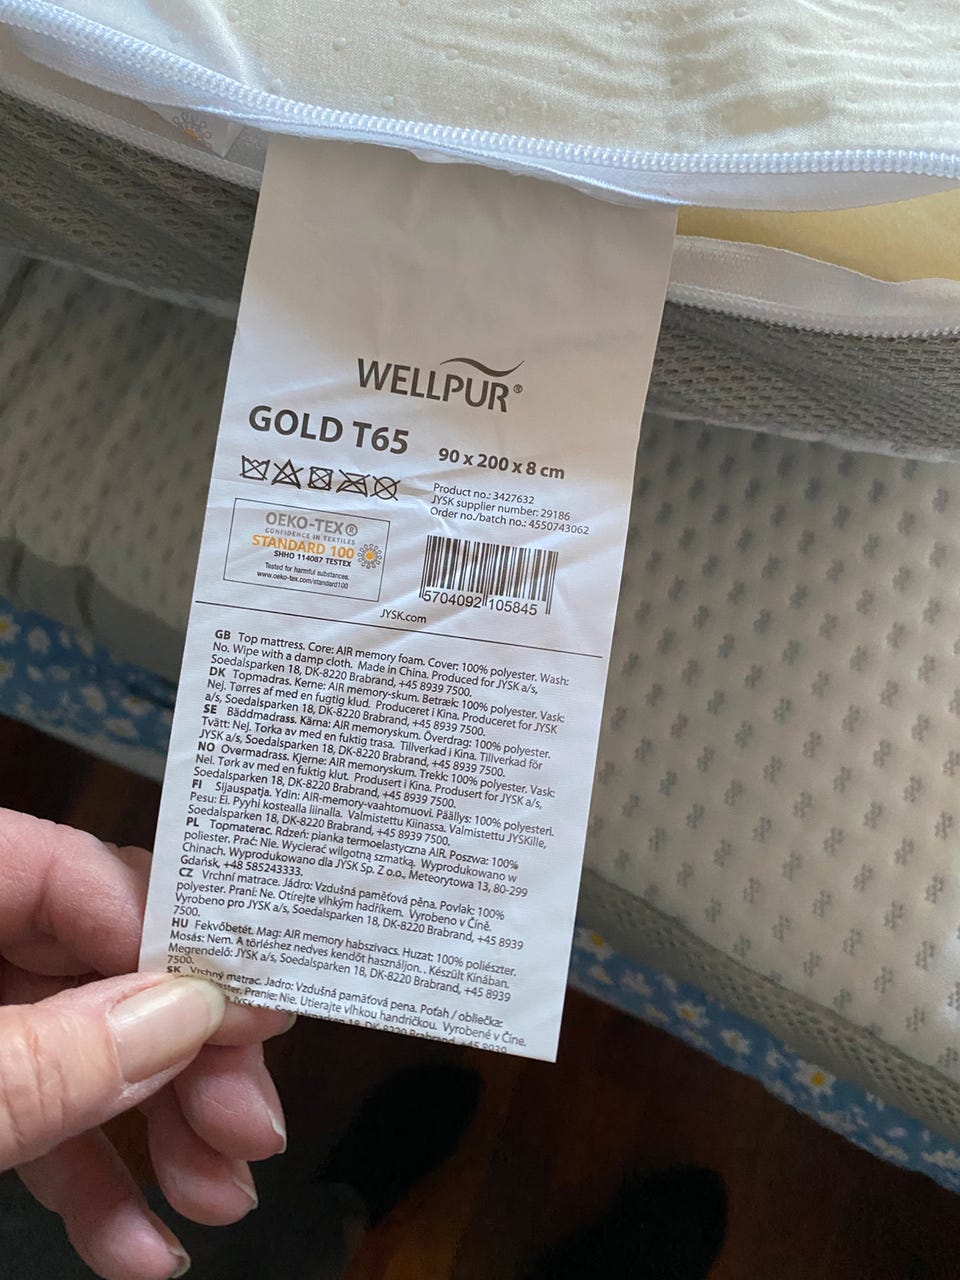 WELLPUR®
GOLD T65
90 x 200 x 8 cm
Product no.: 3427632
JYSK supplier number: 29186
Order no./batch no.: 4550743062
OEKO-TEX®
CONFIDENCE IN TEXTILES
STANDARD 100
SHHO 114087 TESTEX
Tested for harmful substances.
www.oeko-tex.com/standard100
5704092 105845
JYSK.com
GB Top mattress. Core: AIR memory foam. Cover: 100% polyester. Wash:
No. Wipe with a damp cloth. Made in China. Produced for JYSK a/s,
Soedalsparken 18, DK-8220 Brabrand, +45 8939 7500.
DK Topmadras. Kerne: AIR memory-skum. Betræk: 100% polyester. Vask:
Nej. Tørres af med en fugtig klud. Produceret i Kina. Produceret for JYSK
a/s, Soedalsparken 18, DK-8220 Brabrand, +45 8939 7500.
SE Bäddmadrass. Kärna: AIR memoryskum. Överdrag: 100% polyester.
Tvätt: Nej. Torka av med en fuktig trasa. Tillverkad i Kina. Tillverkad för
JYSK a/s, Soedalsparken 18, DK-8220 Brabrand, +45 8939 7500.
NO Overmadrass. Kjerne: AIR memoryskum. Trekk: 100% polyester. Vask:
Nei. Tørk av med en fuktig klut. Produsert i Kina. Produsert for JYSK a/s,
Soedalsparken 18, DK-8220 Brabrand, +45 8939 7500.
FI Sijauspatja. Ydin: AIR-memory-vaahtomuovi. Päällys: 100% polyesteri.
Pesu: Ei. Pyyhi kostealla liinalla. Valmistettu Kiinassa. Valmistettu JYSKille,
Soedalsparken 18, DK-8220 Brabrand, +45 8939 7500.
PL Topmaterac. Rdzeń: pianka termoelastyczna AIR. Poszwa: 100%
poliester. Prać: Nie. Wycierać wilgotną szmatką. Wyprodukowano w
Chinach. Wyprodukowano dla JYSK Sp. Z o.o., Meteorytowa 13, 80-299
Gdańsk, +48 585243333.
CZ Vrchní matrace. Jádro: Vzdušná paměťová pěna. Povlak: 100%
polyester. Praní: Ne. Otírejte vlhkým hadříkem. Vyrobeno v Číně.
Vyrobeno pro JYSK a/s, Soedalsparken 18, DK-8220 Brabrand, +45 8939
7500.
HU Fekvőbetét. Mag: AIR memory habszivacs. Huzat: 100% poliészter.
Mosás: Nem. A törléshez nedves kendőt használjon. . Készült Kínában.
Megrendelő: JYSK a/s, Soedalsparken 18, DK-8220 Brabrand, +45 8939
7500.
SK Vrchný matrac. Jadro: Vzdušná pamäťová pena. Poťah / obliečka:
Pranie: Nie. Utierajte vlhkou handričkou. Vyrobené v Číne.
JYSK a/s, Soedalsparken 18, DK-8220 Brabrand, +45 8939